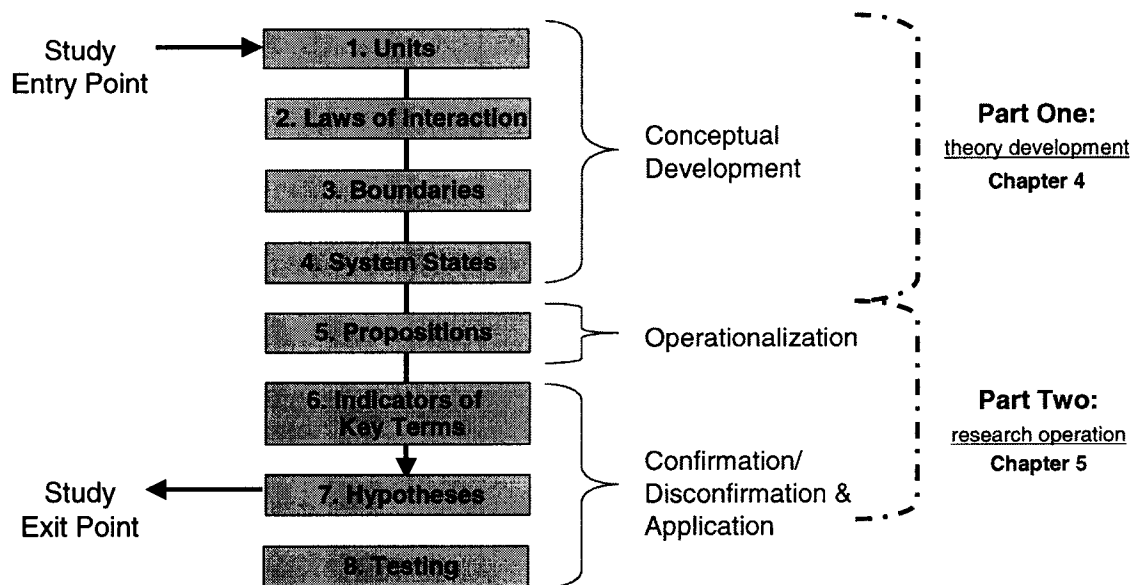 Study
Entry Point
1. Units
2. Laws of Interaction
3. Boundaries
4. System States
5. Propositions
6. Indicators of
Key Terms
7. Hypotheses
8. Testing
Study
Exit Point
Conceptual
Development
Operationalization
Confirmation/
Disconfirmation &
Application
Part One:
theory development
Chapter 4
Part Two:
research operation
Chapter 5